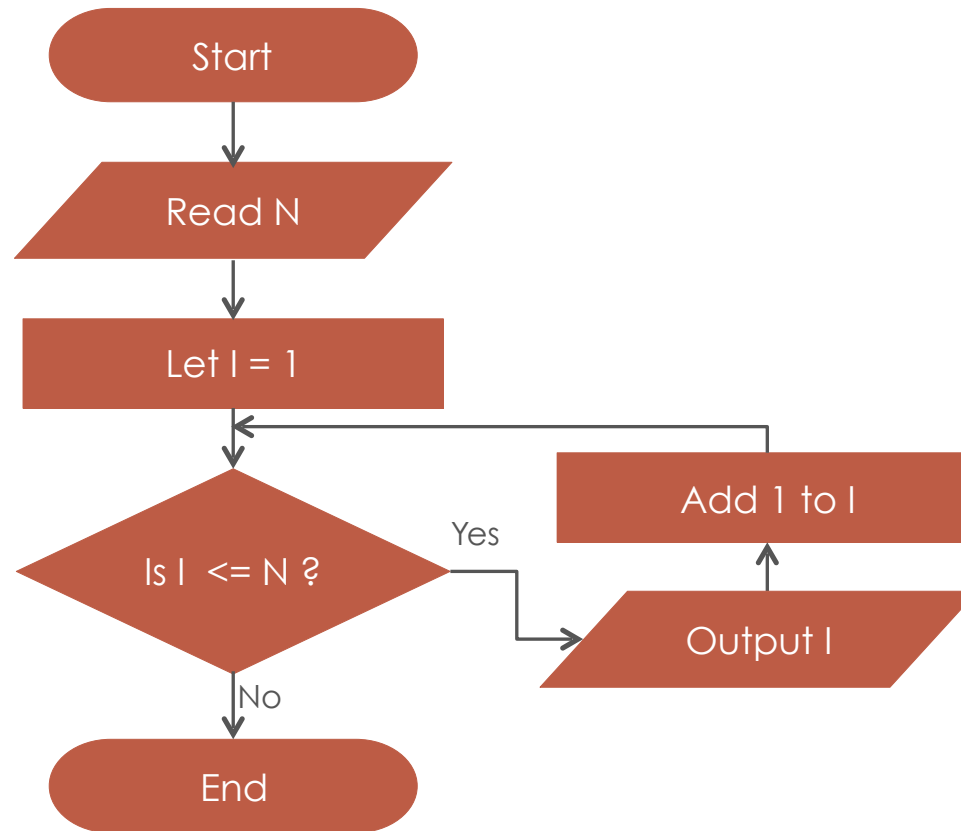 Start
Read N
Let I = 1
Is I <= N ?
Yes
Add 1 to I
Output I
No
End